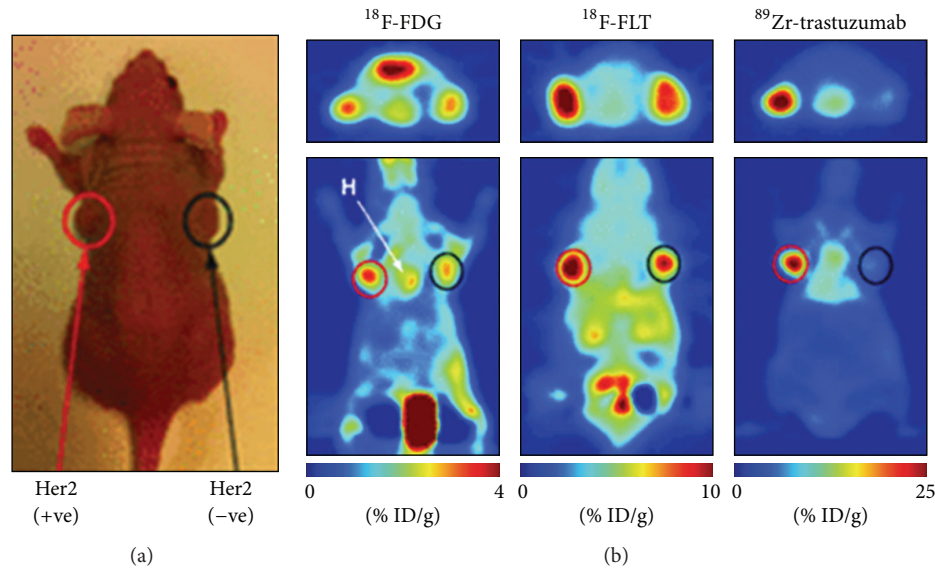 ¹⁸F-FDG
¹⁸F-FLT
⁸⁹Zr-trastuzumab
H
Her2
(+ve)
Her2
(−ve)
0
4
(% ID/g)
0
10
(% ID/g)
0
25
(% ID/g)
(a)
(b)